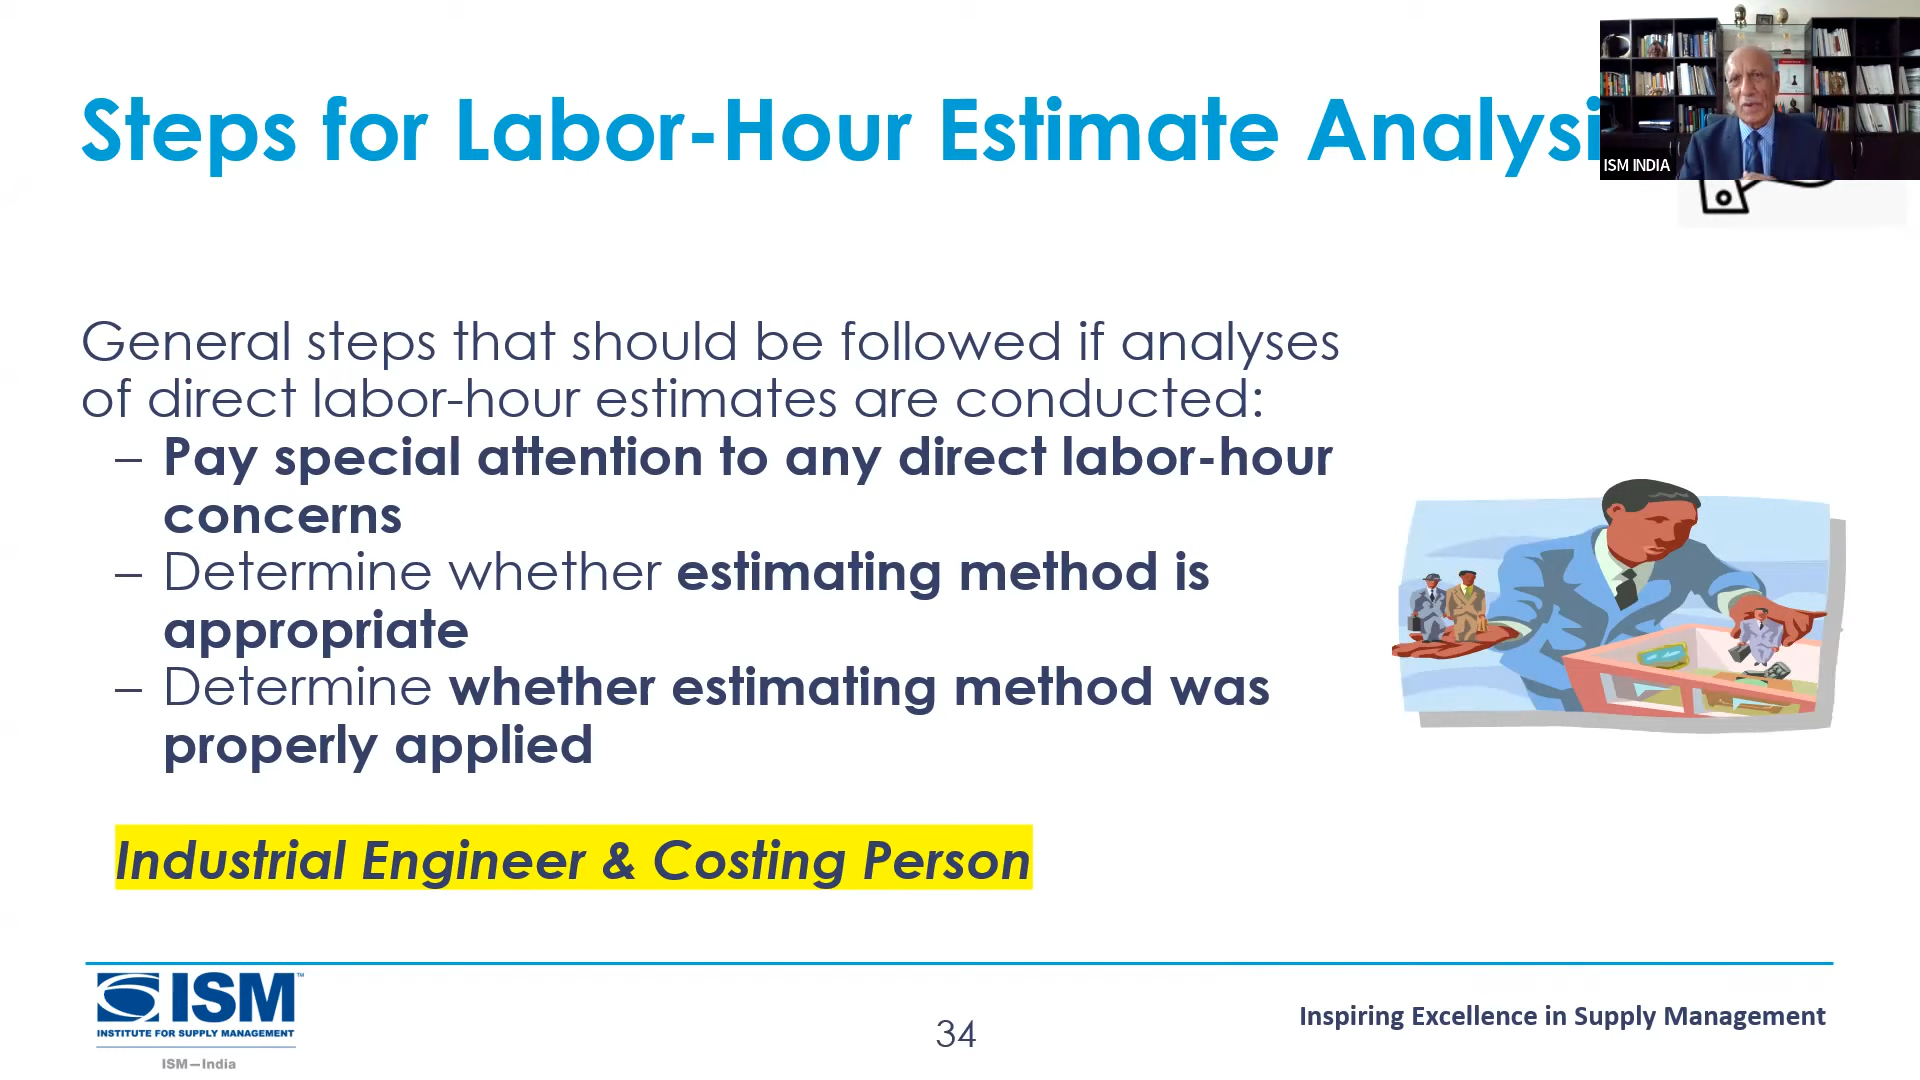 Steps for Labor-Hour Estimate Analysi
ISM INDIA
General steps that should be followed if analyses
of direct labor-hour estimates are conducted:
– Pay special attention to any direct labor-hour
concerns
– Determine whether estimating method is
appropriate
– Determine whether estimating method was
properly applied
Industrial Engineer & Costing Person
ISM™
INSTITUTE FOR SUPPLY MANAGEMENT
ISM—India
34
Inspiring Excellence in Supply Management